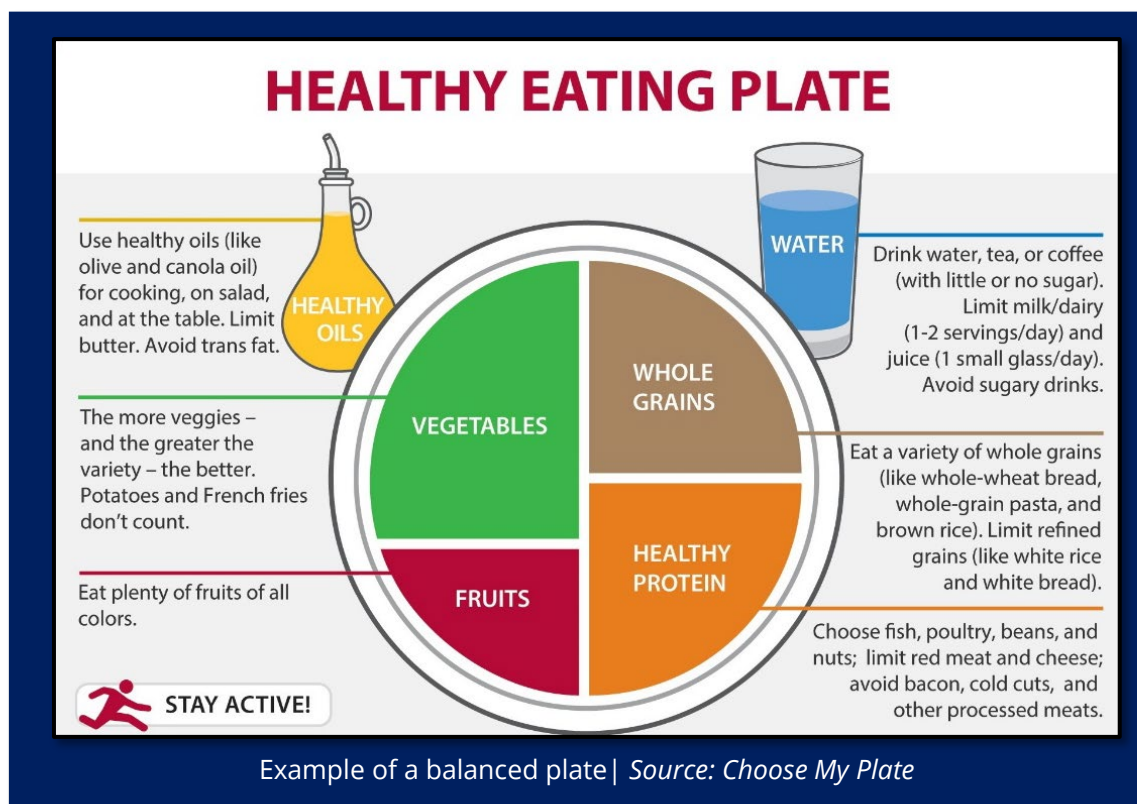 HEALTHY EATING PLATE
Use healthy oils (like
olive and canola oil)
for cooking, on salad,
and at the table. Limit
butter. Avoid trans fat.
HEALTHY
OILS
The more veggies –
and the greater the
variety – the better.
Potatoes and French fries
don’t count.
Eat plenty of fruits of all
colors.
STAY ACTIVE!
VEGETABLES
FRUITS
WHOLE
GRAINS
HEALTHY
PROTEIN
WATER
Drink water, tea, or coffee
(with little or no sugar).
Limit milk/dairy
(1-2 servings/day) and
juice (1 small glass/day).
Avoid sugary drinks.
Eat a variety of whole grains
(like whole-wheat bread,
whole-grain pasta, and
brown rice). Limit refined
grains (like white rice
and white bread).
Choose fish, poultry, beans, and
nuts; limit red meat and cheese;
avoid bacon, cold cuts, and
other processed meats.
Example of a balanced plate| Source: Choose My Plate